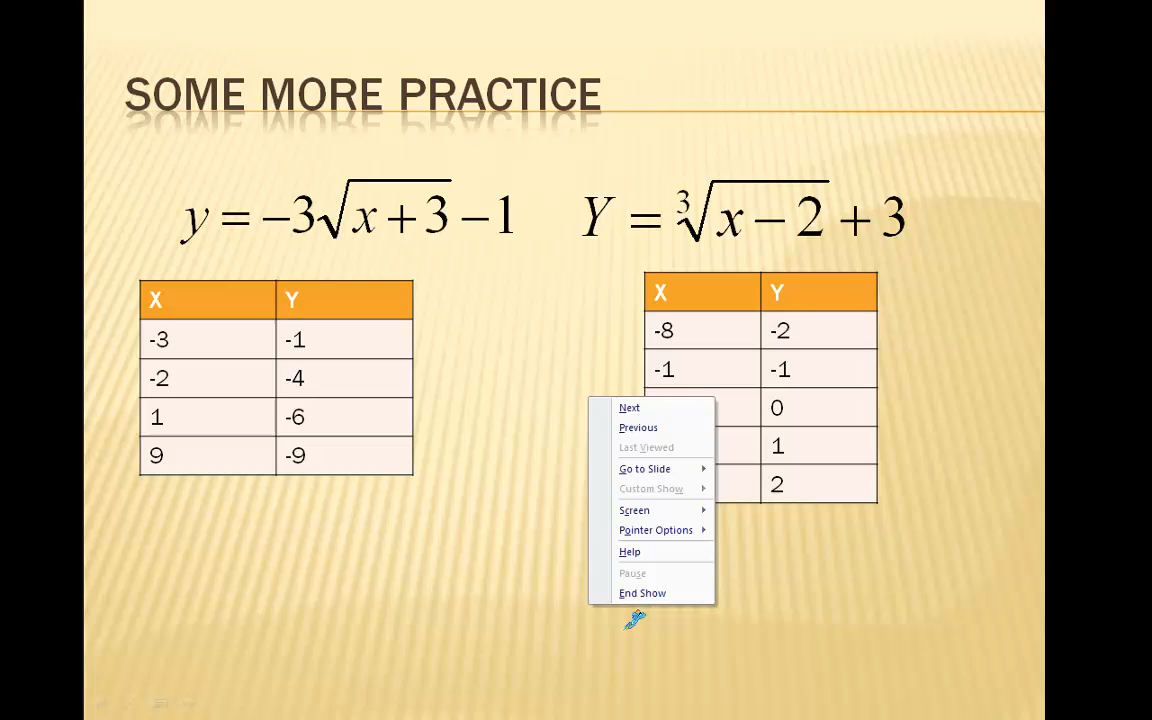 SOME MORE PRACTICE
y = −3√(x + 3) − 1
Y = ∛(x − 2) + 3
X Y
-3 -1
-2 -4
1 -6
9 -9
X Y
-8 -2
-1 -1
0
1
2
Next
Previous
Last Viewed
Go to Slide
Custom Show
Screen
Pointer Options
Help
Pause
End Show